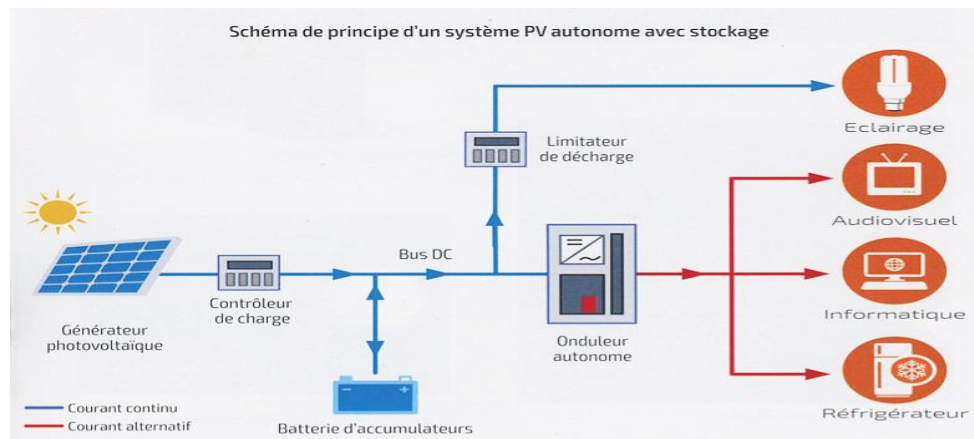 Schéma de principe d'un système PV autonome avec stockage
Eclairage
Limitateur
de décharge
Audiovisuel
Bus DC
Contrôleur
de charge
Informatique
Générateur
photovoltaïque
Onduleur
autonome
Réfrigérateur
Courant continu
Courant alternatif
Batterie d'accumulateurs